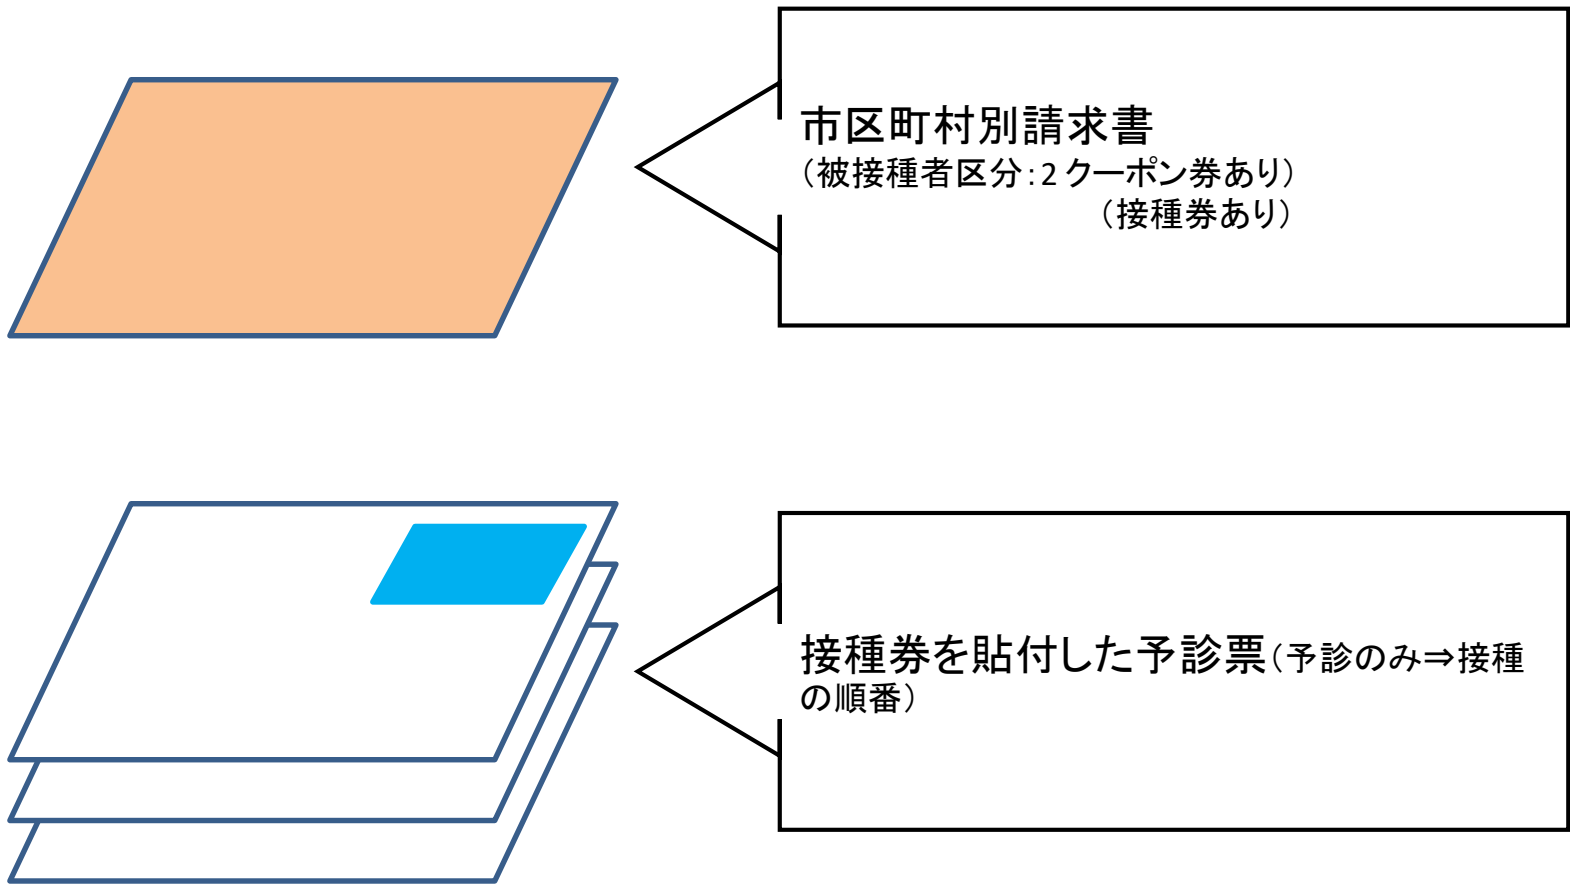 市区町村別請求書
（被接種者区分：２クーポン券あり）
（接種券あり）
接種券を貼付した予診票（予診のみ⇒接種
の順番）